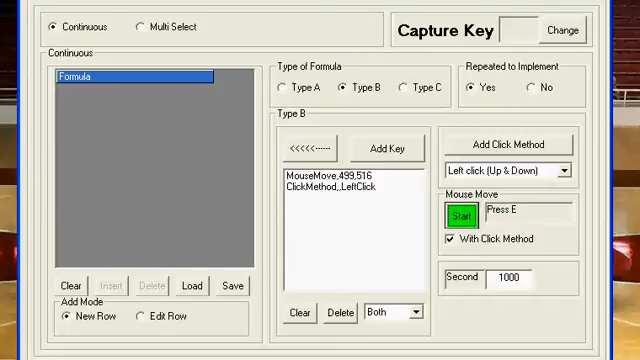 Continuous
Multi Select
Capture Key
Change
Continuous
Formula
Clear
Insert
Delete
Load
Save
Add Mode
New Row
Edit Row
Type of Formula
Type A
Type B
Type C
Repeated to Implement
Yes
No
Type B
<<<<<------
Add Key
MouseMove,499,516
ClickMethod,,LeftClick
Clear
Delete
Both
Add Click Method
Left click (Up & Down)
Mouse Move
Start
Press E
With Click Method
Second
1000